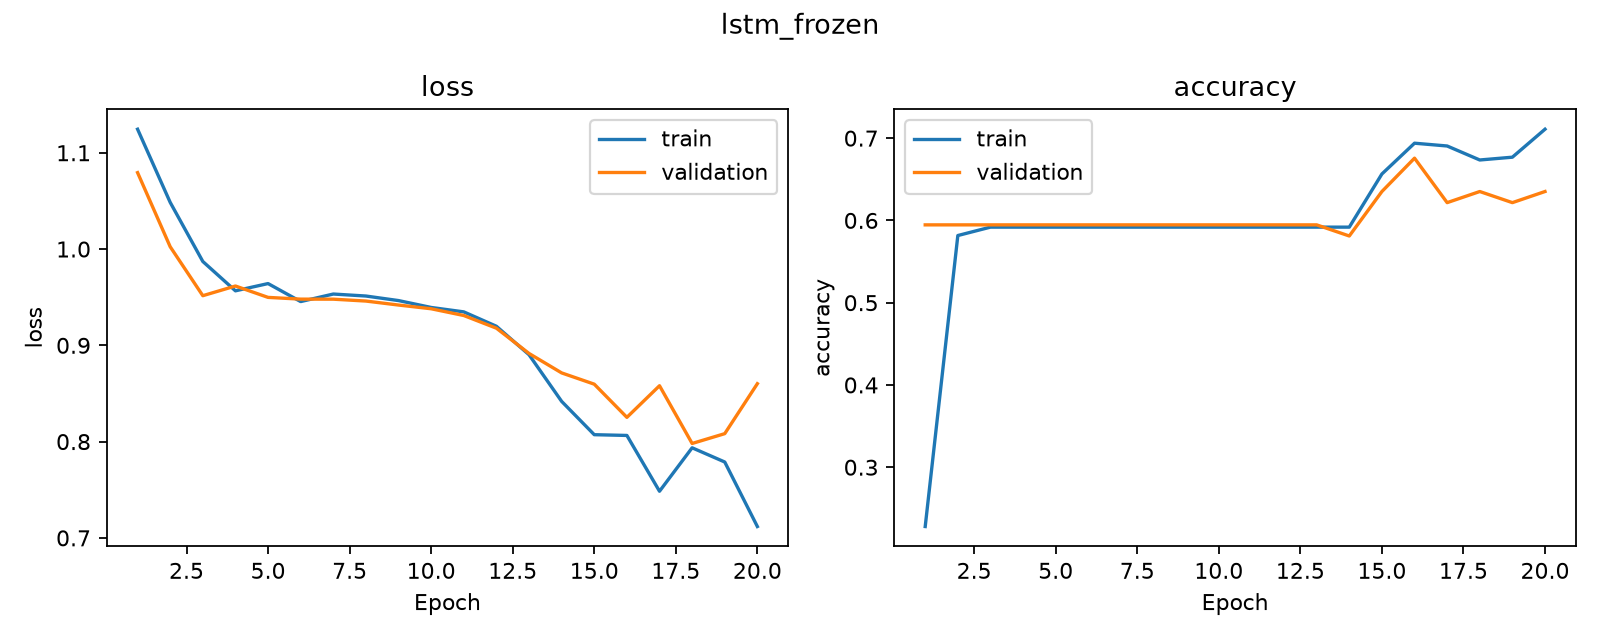 lstm_frozen
loss
train
validation
1.1
1.0
0.9
0.8
0.7
loss
2.5 5.0 7.5 10.0 12.5 15.0 17.5 20.0
Epoch
accuracy
train
validation
0.7
0.6
0.5
0.4
0.3
accuracy
2.5 5.0 7.5 10.0 12.5 15.0 17.5 20.0
Epoch